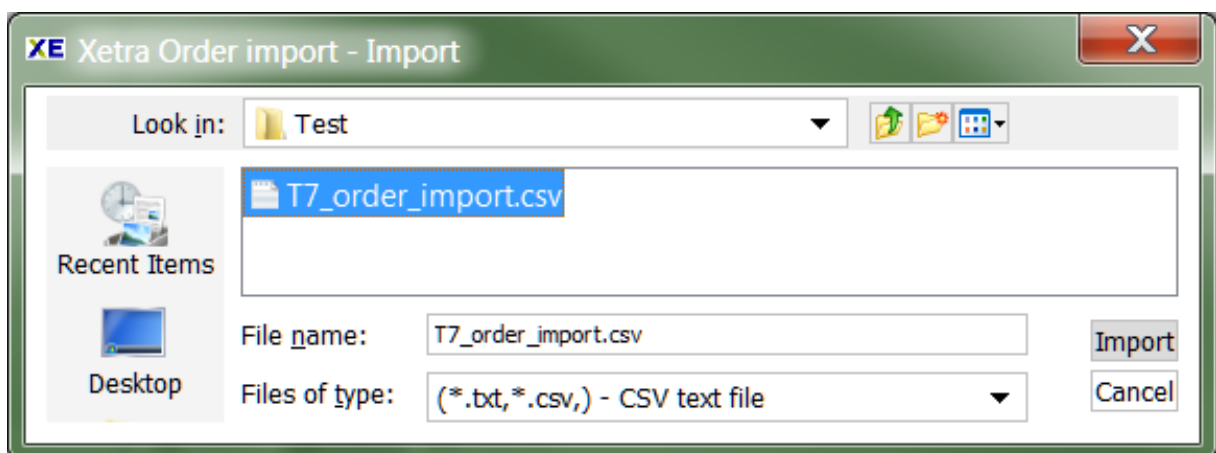 XE Xetra Order import - Import
X
Look in: Test
T7_order_import.csv
Recent Items
Desktop
File name: T7_order_import.csv
Import
Files of type: (*.txt,*.csv,) - CSV text file
Cancel